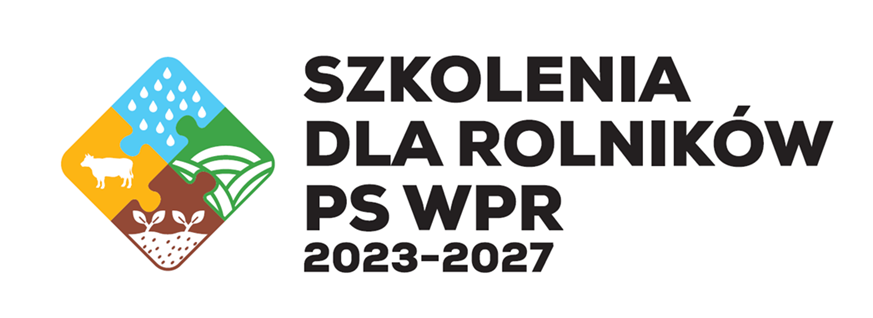 SZKOLENIA
DLA ROLNIKÓW
PS WPR
2023-2027